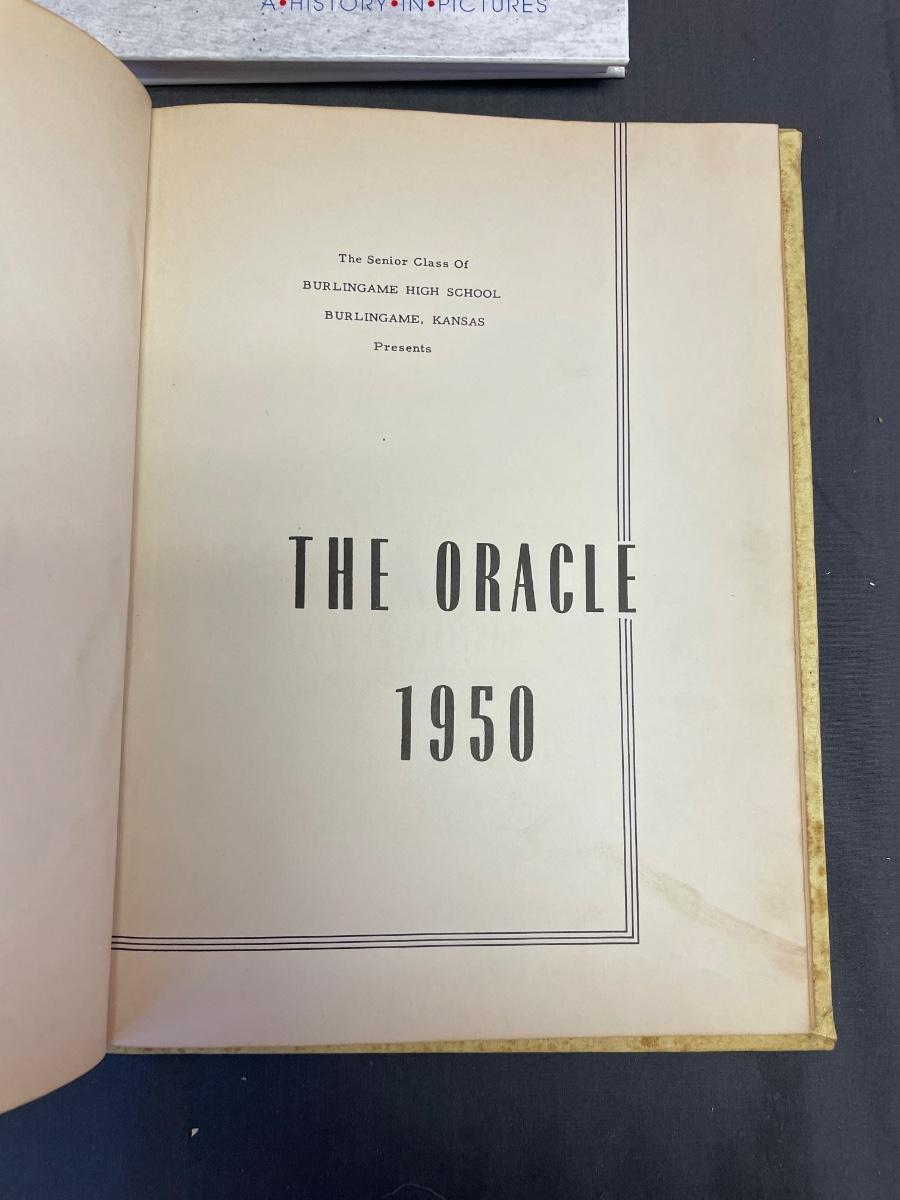 A•HISTORY•IN•PICTURES
The Senior Class Of
BURLINGAME HIGH SCHOOL
BURLINGAME, KANSAS
Presents
THE ORACLE
1950